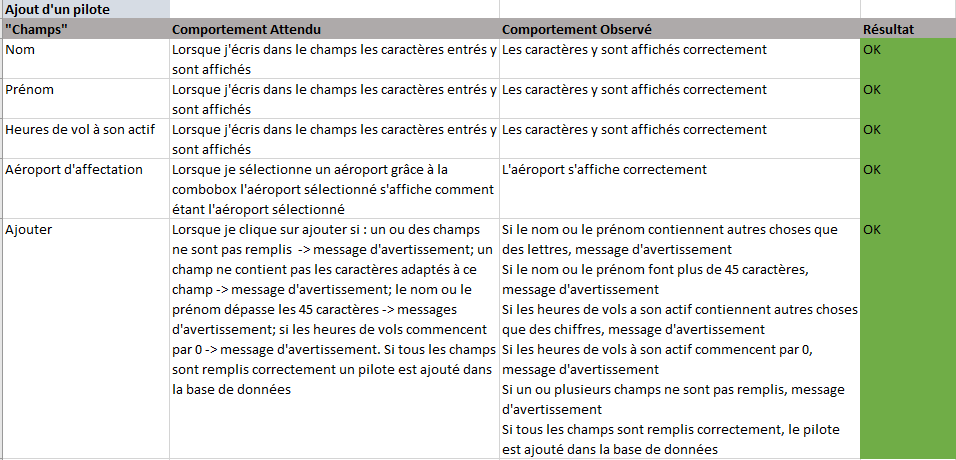 Ajout d'un pilote
"Champs" Comportement Attendu Comportement Observé Résultat
Nom Lorsque j'écris dans le champs les caractères entrés y Les caractères y sont affichés correctement OK
sont affichés
Prénom Lorsque j'écris dans le champs les caractères entrés y Les caractères y sont affichés correctement OK
sont affichés
Heures de vol à son actif Lorsque j'écris dans le champs les caractères entrés y Les caractères y sont affichés correctement OK
sont affichés
Aéroport d'affectation Lorsque je sélectionne un aéroport grâce à la L'aéroport s'affiche correctement OK
combobox l'aéroport sélectionné s'affiche comment
étant l'aéroport sélectionné
Ajouter Lorsque je clique sur ajouter si : un ou des champs Si le nom ou le prénom contiennent autres choses que OK
ne sont pas remplis -> message d'avertissement; un des lettres, message d'avertissement
champ ne contient pas les caractères adaptés à ce Si le nom ou le prénom font plus de 45 caractères,
champ -> message d'avertissement; le nom ou le message d'avertissement
prénom dépasse les 45 caractères -> messages Si les heures de vols a son actif contiennent autres choses
d'avertissement; si les heures de vols commencent que des chiffres, message d'avertissement
par 0 -> message d'avertissement. Si tous les champs Si les heures de vols à son actif commencent par 0,
sont remplis correctement un pilote est ajouté dans message d'avertissement
la base de données Si un ou plusieurs champs ne sont pas remplis, message
d'avertissement
Si tous les champs sont remplis correctement, le pilote
est ajouté dans la base de données